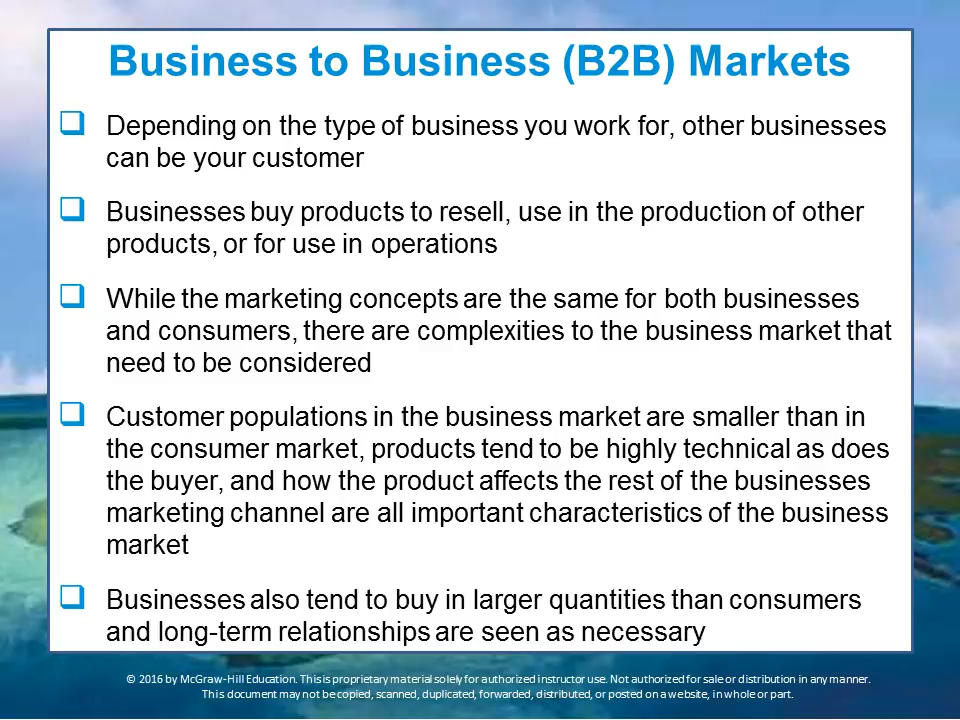 Business to Business (B2B) Markets
Depending on the type of business you work for, other businesses
can be your customer
Businesses buy products to resell, use in the production of other
products, or for use in operations
While the marketing concepts are the same for both businesses
and consumers, there are complexities to the business market that
need to be considered
Customer populations in the business market are smaller than in
the consumer market, products tend to be highly technical as does
the buyer, and how the product affects the rest of the businesses
marketing channel are all important characteristics of the business
market
Businesses also tend to buy in larger quantities than consumers
and long-term relationships are seen as necessary
© 2016 by McGraw-Hill Education. This is proprietary material solely for authorized instructor use. Not authorized for sale or distribution in any manner.
This document may not be copied, scanned, duplicated, forwarded, distributed, or posted on a website, in whole or part.